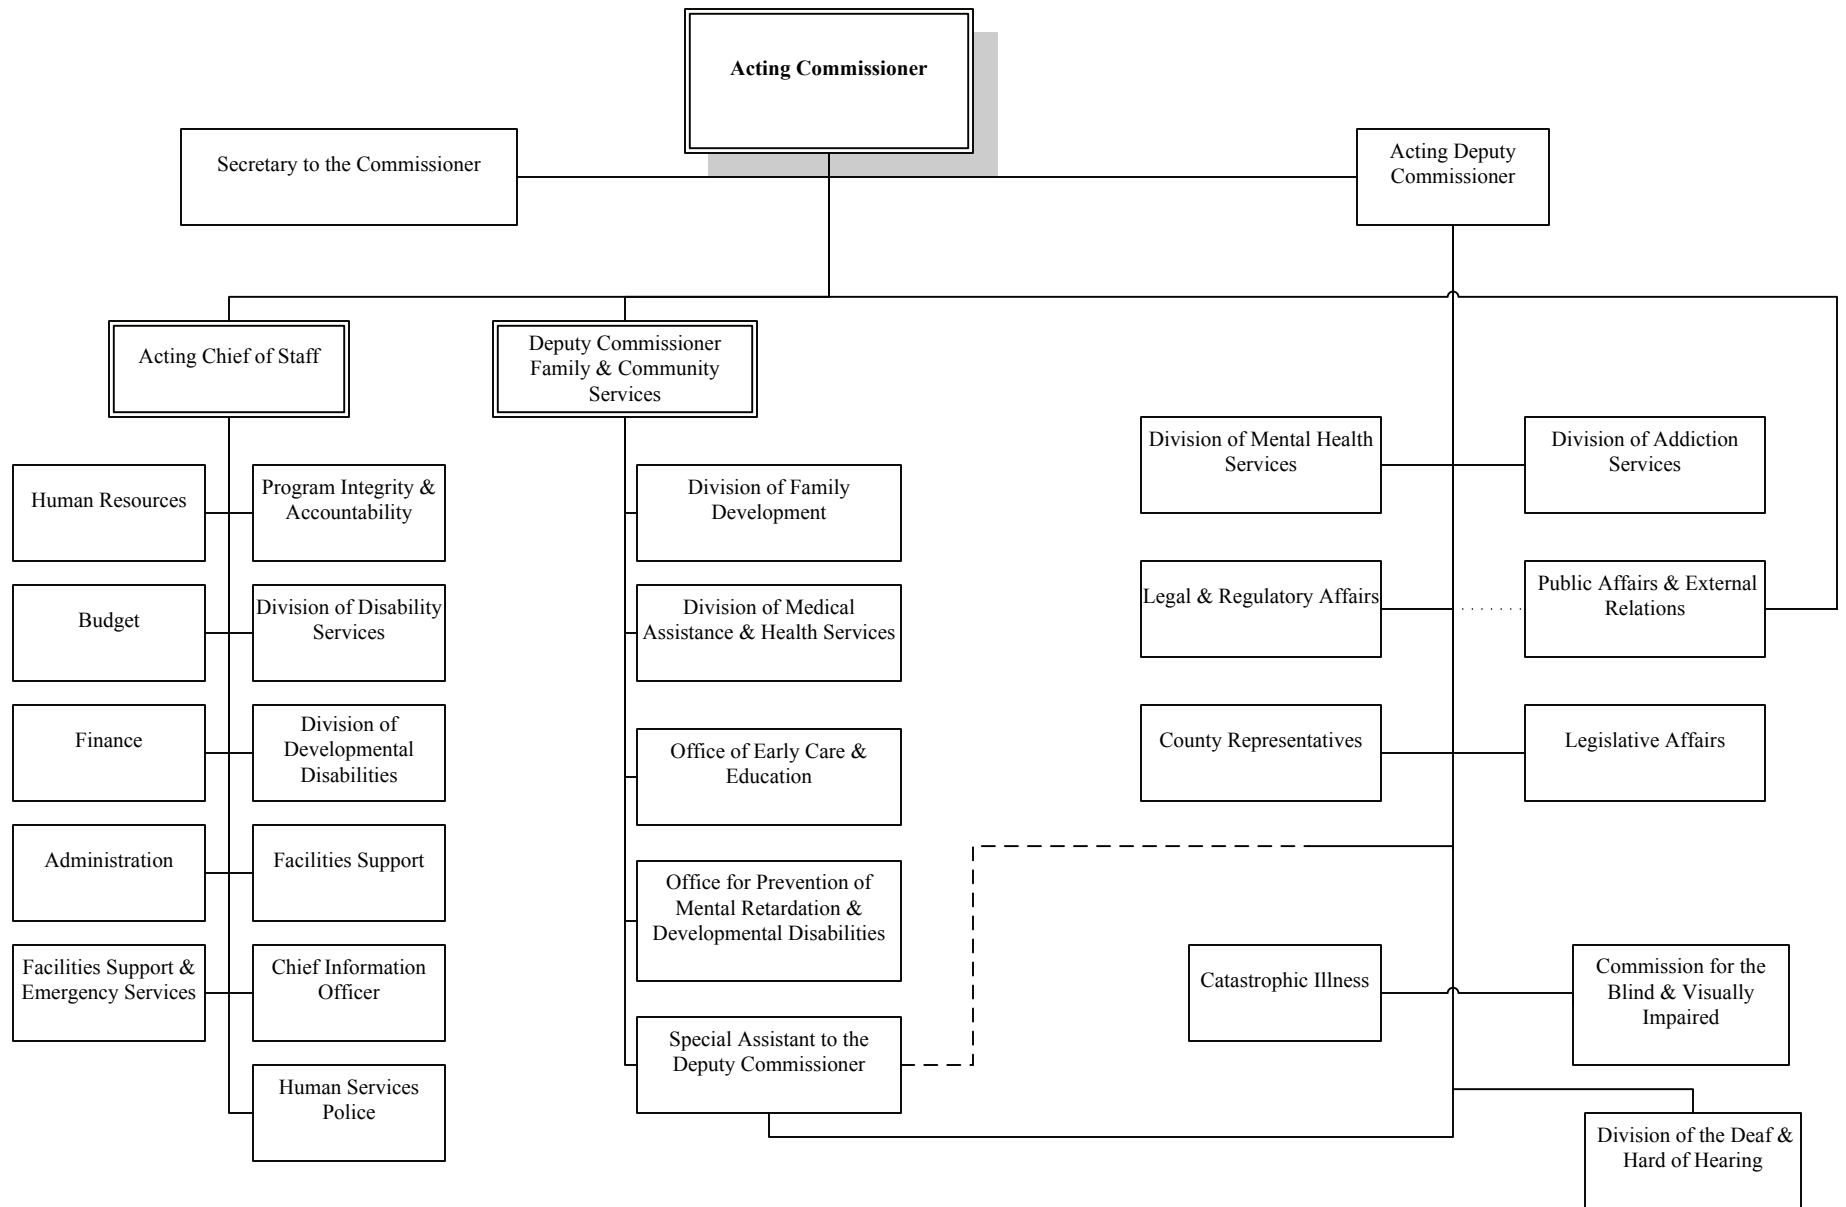 Acting Commissioner
Secretary to the Commissioner
Acting Deputy
Commissioner
Acting Chief of Staff
Deputy Commissioner
Family & Community
Services
Human Resources
Program Integrity &
Accountability
Budget
Division of Disability
Services
Finance
Division of
Developmental
Disabilities
Administration
Facilities Support
Facilities Support &
Emergency Services
Chief Information
Officer
Human Services
Police
Division of Family
Development
Division of Medical
Assistance & Health Services
Office of Early Care &
Education
Office for Prevention of
Mental Retardation &
Developmental Disabilities
Special Assistant to the
Deputy Commissioner
Division of Mental Health
Services
Division of Addiction
Services
Legal & Regulatory Affairs
Public Affairs & External
Relations
County Representatives
Legislative Affairs
Catastrophic Illness
Commission for the
Blind & Visually
Impaired
Division of the Deaf &
Hard of Hearing